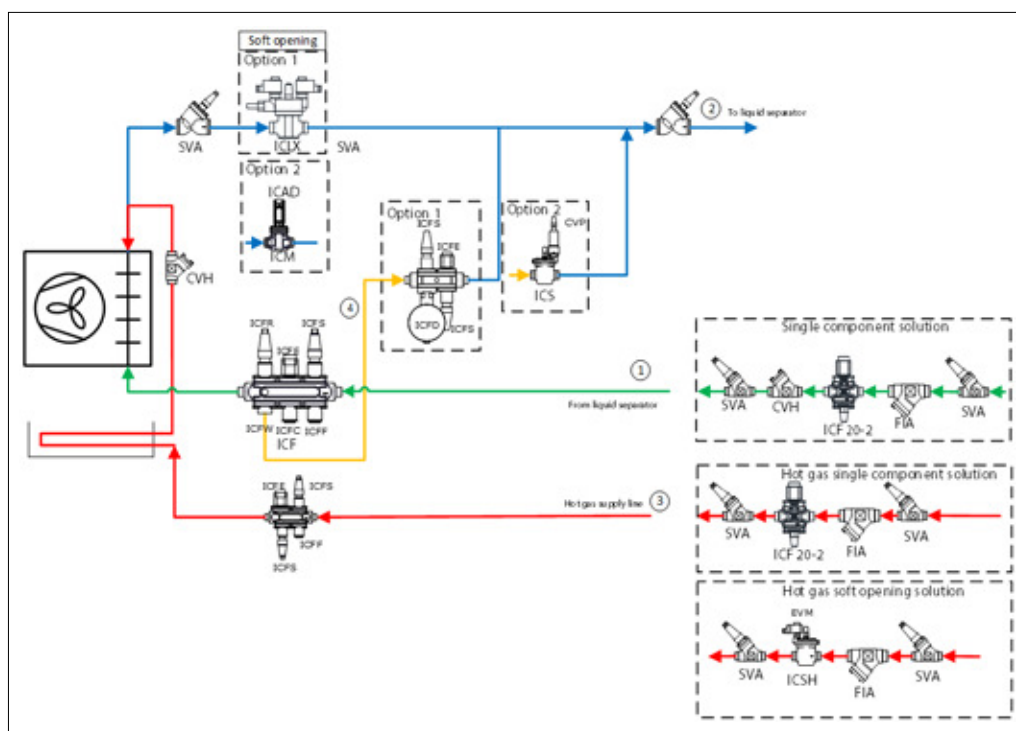 Soft opening
Option 1
ICLX
SVA
SVA
2
To liquid separator
Option 2
ICAD
ICM
Option 1
ICFS
ICFE
ICFD
ICFS
Option 2
CVP
ICS
CVH
4
ICFR
ICFS
ICFE
ICFW
ICFC
ICFF
ICF
1
From liquid separator
Single component solution
SVA
CVH
ICF 20-2
FIA
SVA
ICFE
ICFS
ICFF
ICFS
Hot gas supply line
3
Hot gas single component solution
SVA
ICF 20-2
FIA
SVA
Hot gas soft opening solution
EVM
SVA
ICSH
FIA
SVA